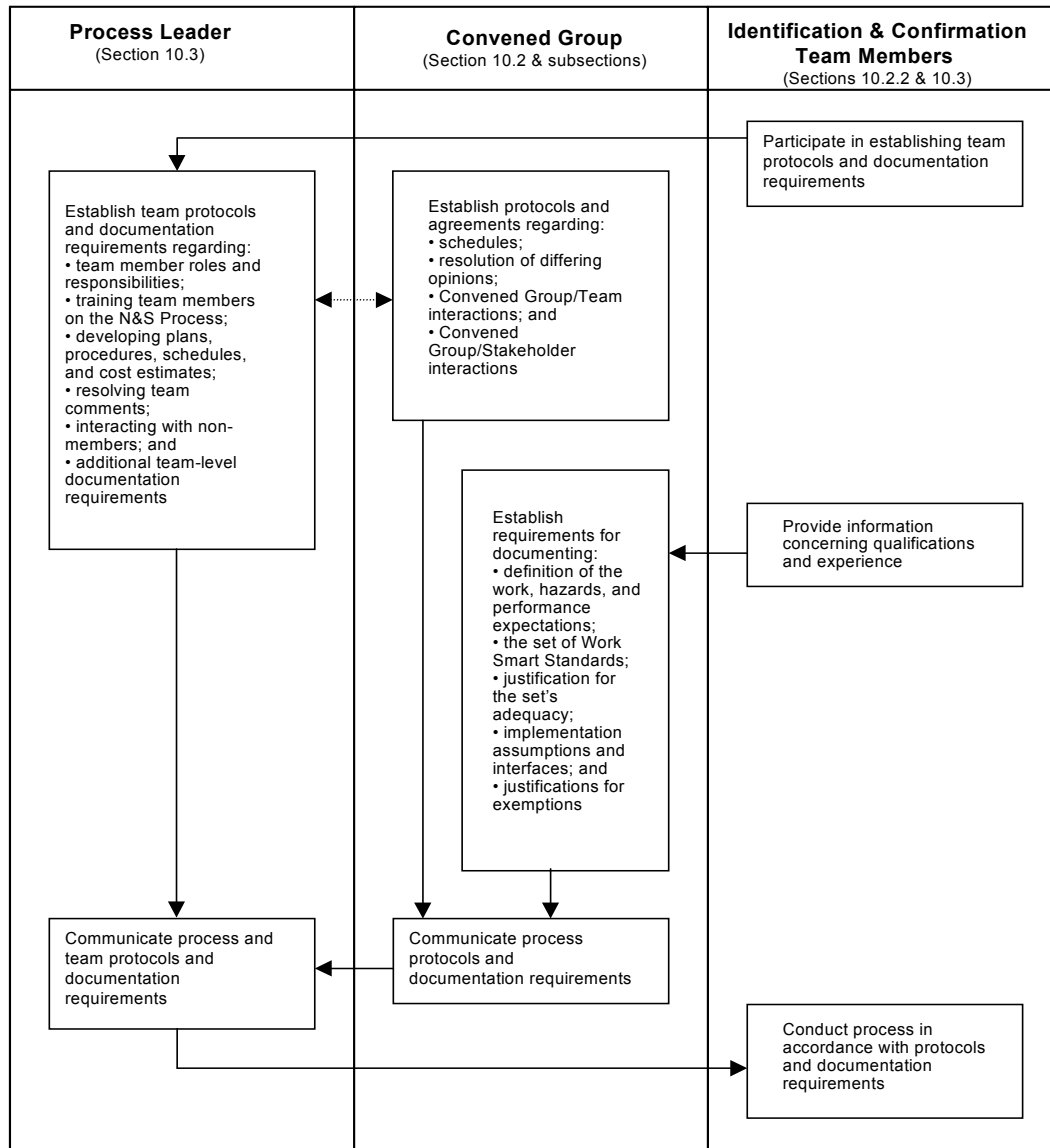 Process Leader
(Section 10.3)
Convened Group
(Section 10.2 & subsections)
Identification & Confirmation
Team Members
(Sections 10.2.2 & 10.3)
Participate in establishing team
protocols and documentation
requirements
Establish team protocols
and documentation
requirements regarding:
• team member roles and
responsibilities;
• training team members
on the N&S Process;
• developing plans,
procedures, schedules,
and cost estimates;
• resolving team
comments;
• interacting with non-
members; and
• additional team-level
documentation
requirements
Establish protocols and
agreements regarding:
• schedules;
• resolution of differing
opinions;
• Convened Group/Team
interactions; and
• Convened
Group/Stakeholder
interactions
Establish
requirements for
documenting:
• definition of the
work, hazards, and
performance
expectations;
• the set of Work
Smart Standards;
• justification for
the set’s
adequacy;
• implementation
assumptions and
interfaces; and
• justifications for
exemptions
Provide information
concerning qualifications
and experience
Communicate process and
team protocols and
documentation
requirements
Communicate process
protocols and
documentation requirements
Conduct process in
accordance with protocols
and documentation
requirements